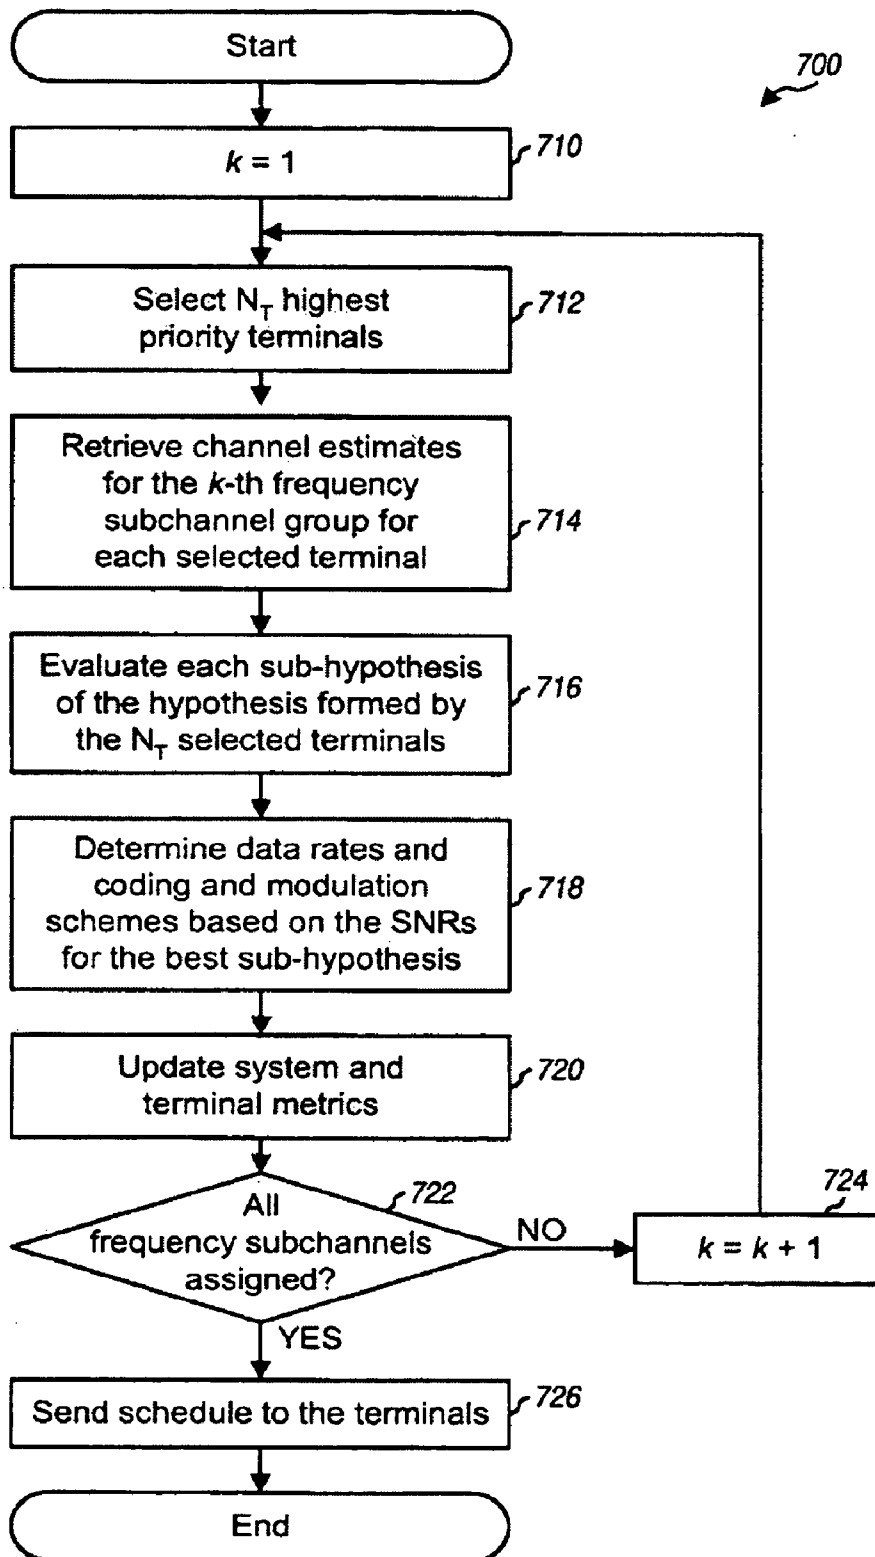 Start
700
k = 1
710
Select N_T highest
priority terminals
712
Retrieve channel estimates
for the k-th frequency
subchannel group for
each selected terminal
714
Evaluate each sub-hypothesis
of the hypothesis formed by
the N_T selected terminals
716
Determine data rates and
coding and modulation
schemes based on the SNRs
for the best sub-hypothesis
718
Update system and
terminal metrics
720
All
frequency subchannels
assigned?
722
NO
724
k = k + 1
YES
Send schedule to the terminals
726
End